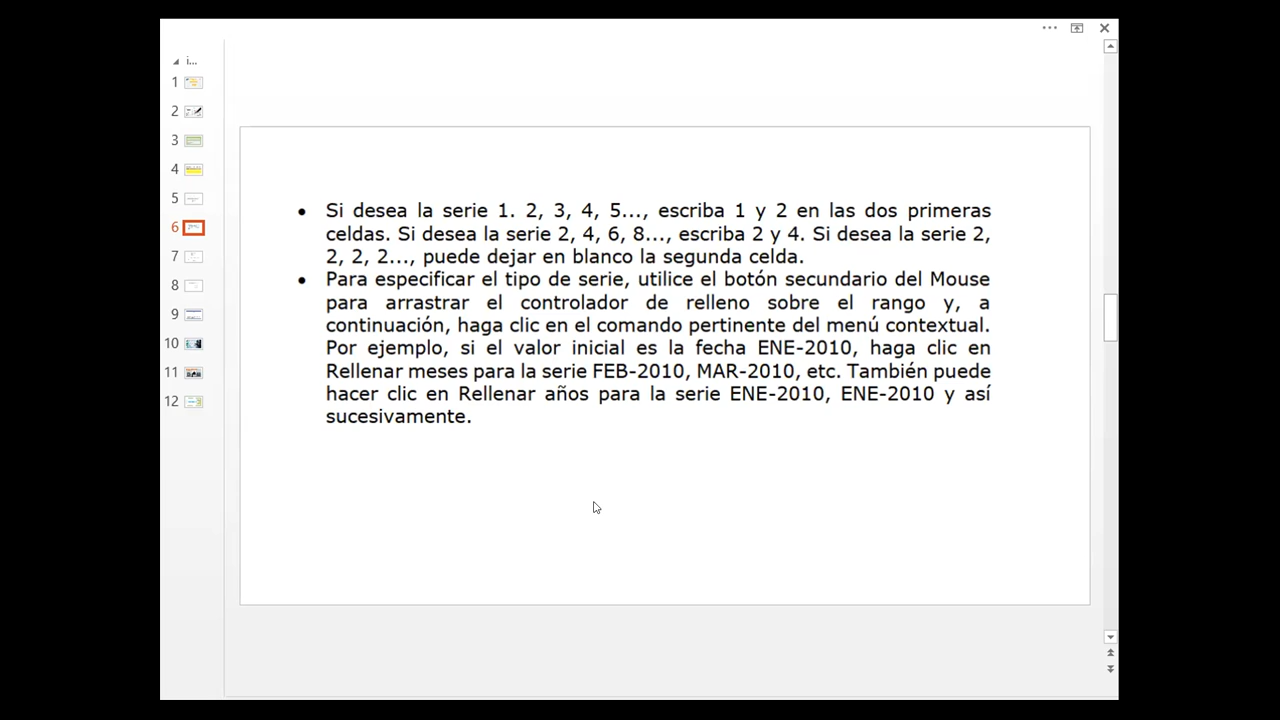 i...
1
2
3
4
5
6
7
8
9
10
11
12
• Si desea la serie 1. 2, 3, 4, 5..., escriba 1 y 2 en las dos primeras
celdas. Si desea la serie 2, 4, 6, 8..., escriba 2 y 4. Si desea la serie 2,
2, 2, 2..., puede dejar en blanco la segunda celda.
• Para especificar el tipo de serie, utilice el botón secundario del Mouse
para arrastrar el controlador de relleno sobre el rango y, a
continuación, haga clic en el comando pertinente del menú contextual.
Por ejemplo, si el valor inicial es la fecha ENE-2010, haga clic en
Rellenar meses para la serie FEB-2010, MAR-2010, etc. También puede
hacer clic en Rellenar años para la serie ENE-2010, ENE-2010 y así
sucesivamente.